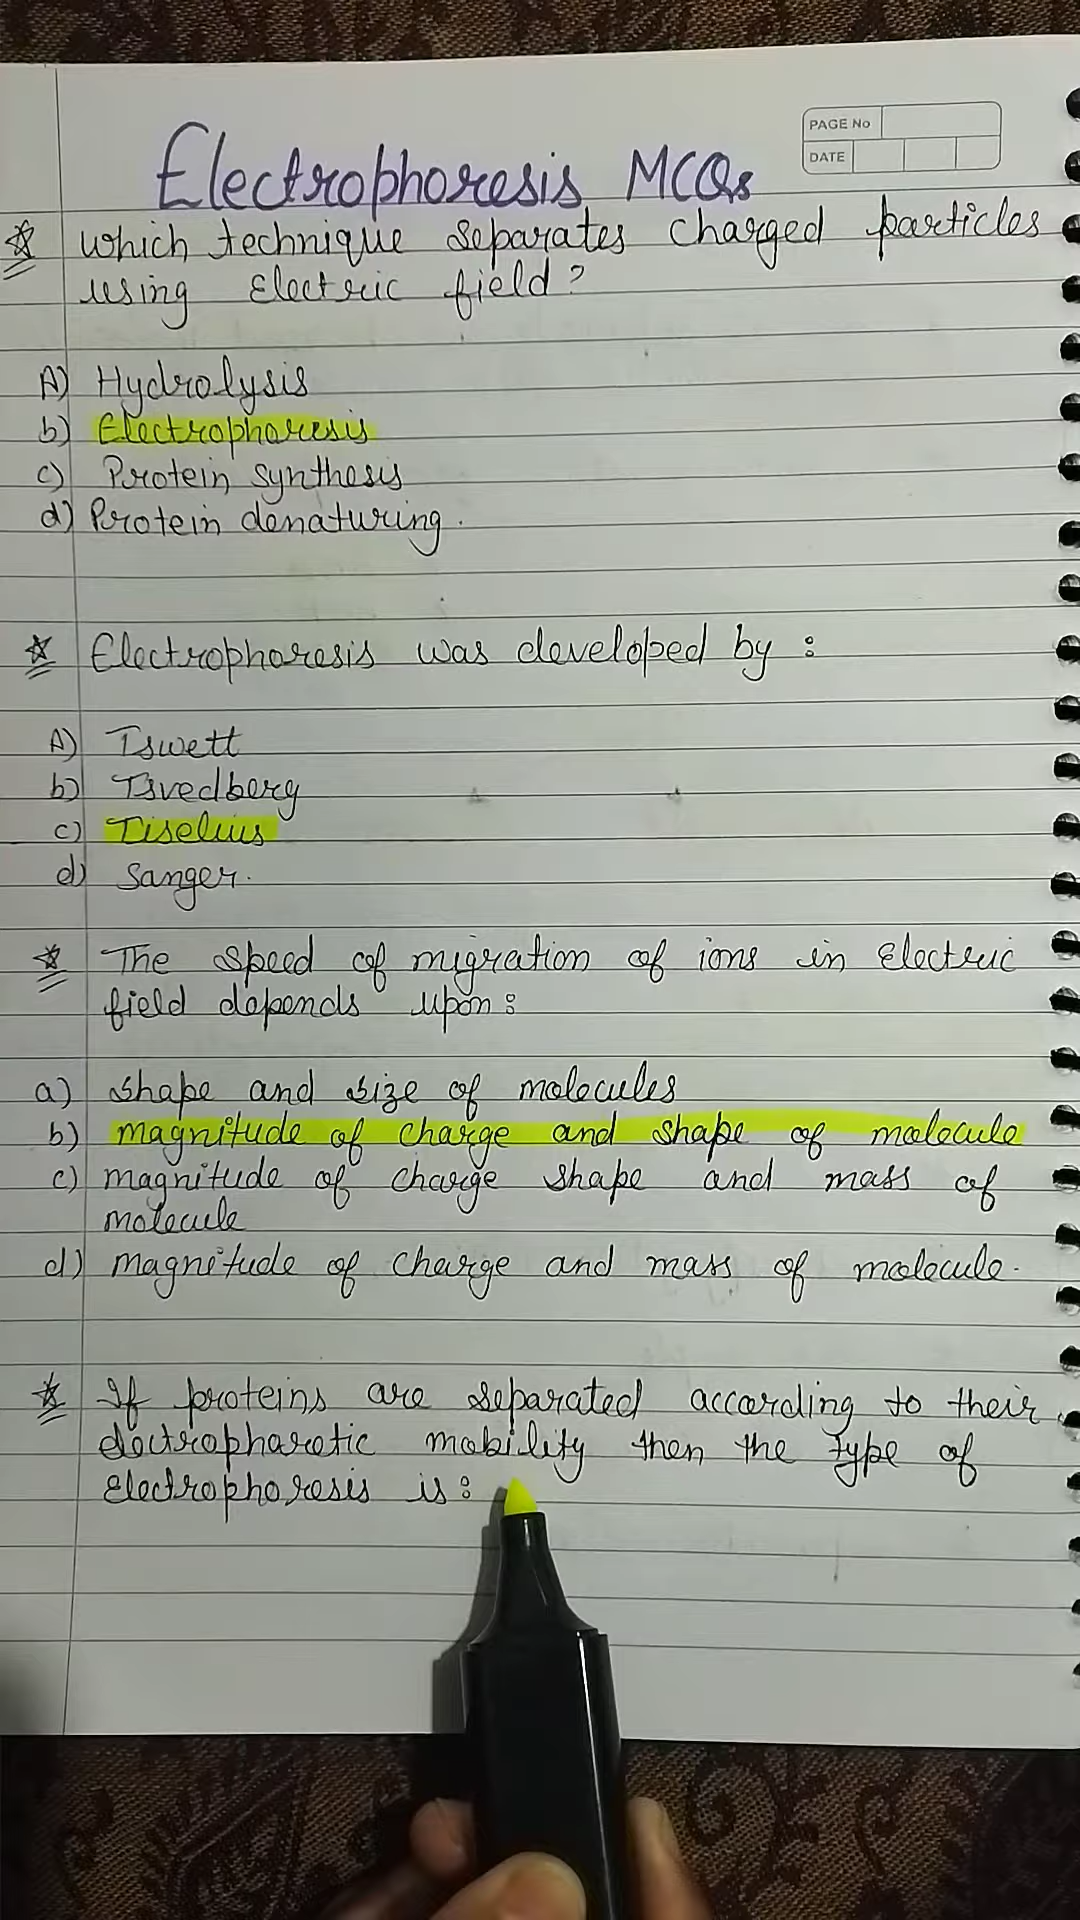 PAGE No
DATE
Electrophoresis MCQs
which technique separates charged particles
using Electric field?
A) Hydrolysis
b) Electrophoresis
c) Protein synthesis
d) Protein denaturing.
Electrophoresis was developed by :
A) Tswett
b) Tsvedberg
c) Tiselius
d) Sanger.
The speed of migration of ions in Electric
field depends upon:
a) shape and size of molecules
b) magnitude of charge and shape of molecule
c) magnitude of charge shape and mass of
molecule
d) magnitude of charge and mass of molecule.
If proteins are separated according to their
electrophoretic mobility then the type of
Electrophoresis is: